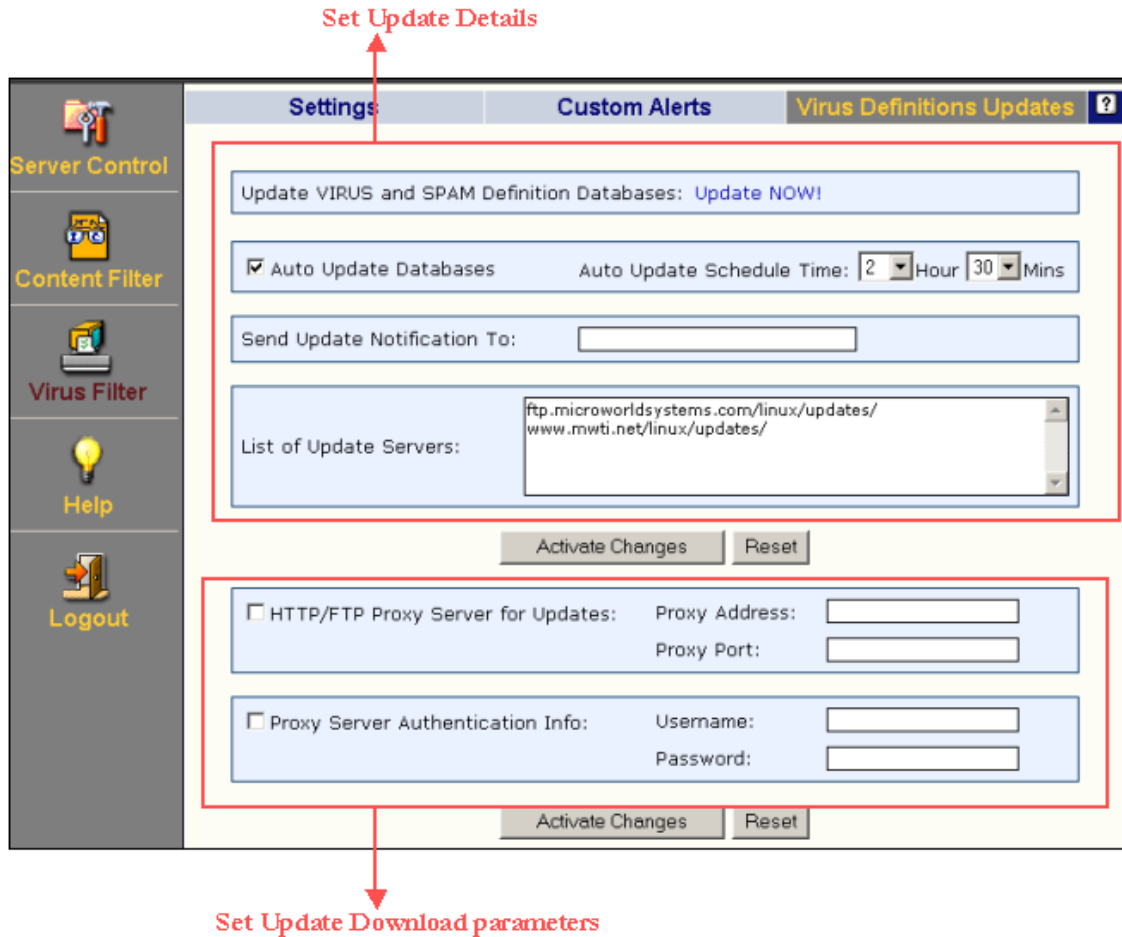 Set Update Details
Settings Custom Alerts Virus Definitions Updates ?
Server Control
Content Filter
Virus Filter
Help
Logout
Update VIRUS and SPAM Definition Databases: Update NOW!
Auto Update Databases Auto Update Schedule Time: 2 Hour 30 Mins
Send Update Notification To:
List of Update Servers:
ftp.microworldsystems.com/linux/updates/
www.mwti.net/linux/updates/
Activate Changes Reset
HTTP/FTP Proxy Server for Updates: Proxy Address:
Proxy Port:
Proxy Server Authentication Info: Username:
Password:
Activate Changes Reset
Set Update Download parameters